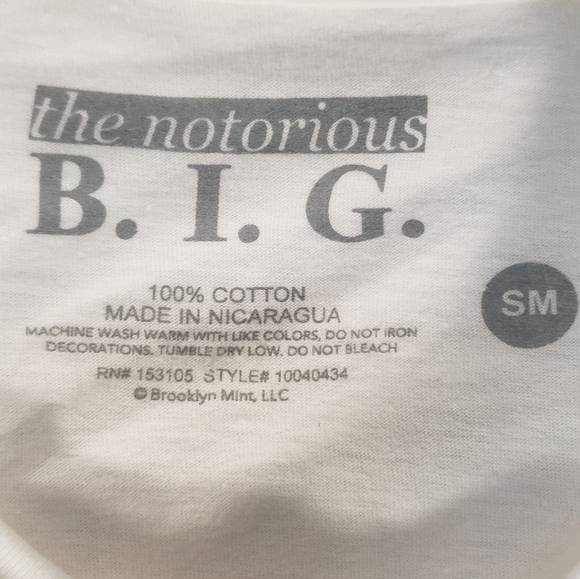 the notorious
B. I. G.
SM
100% COTTON
MADE IN NICARAGUA
MACHINE WASH WARM WITH LIKE COLORS, DO NOT IRON
DECORATIONS. TUMBLE DRY LOW. DO NOT BLEACH
RN# 153105 STYLE# 10040434
© Brooklyn Mint, LLC